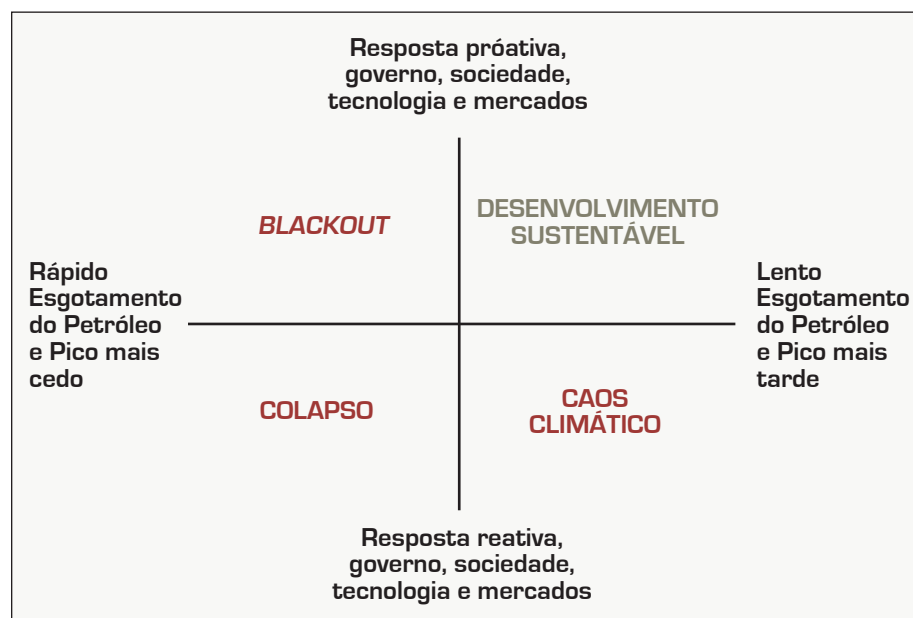 Resposta próativa,
governo, sociedade,
tecnologia e mercados
BLACKOUT
DESENVOLVIMENTO
SUSTENTÁVEL
Rápido
Esgotamento
do Petróleo
e Pico mais
cedo
Lento
Esgotamento
do Petróleo
e Pico mais
tarde
COLAPSO
CAOS
CLIMÁTICO
Resposta reativa,
governo, sociedade,
tecnologia e mercados